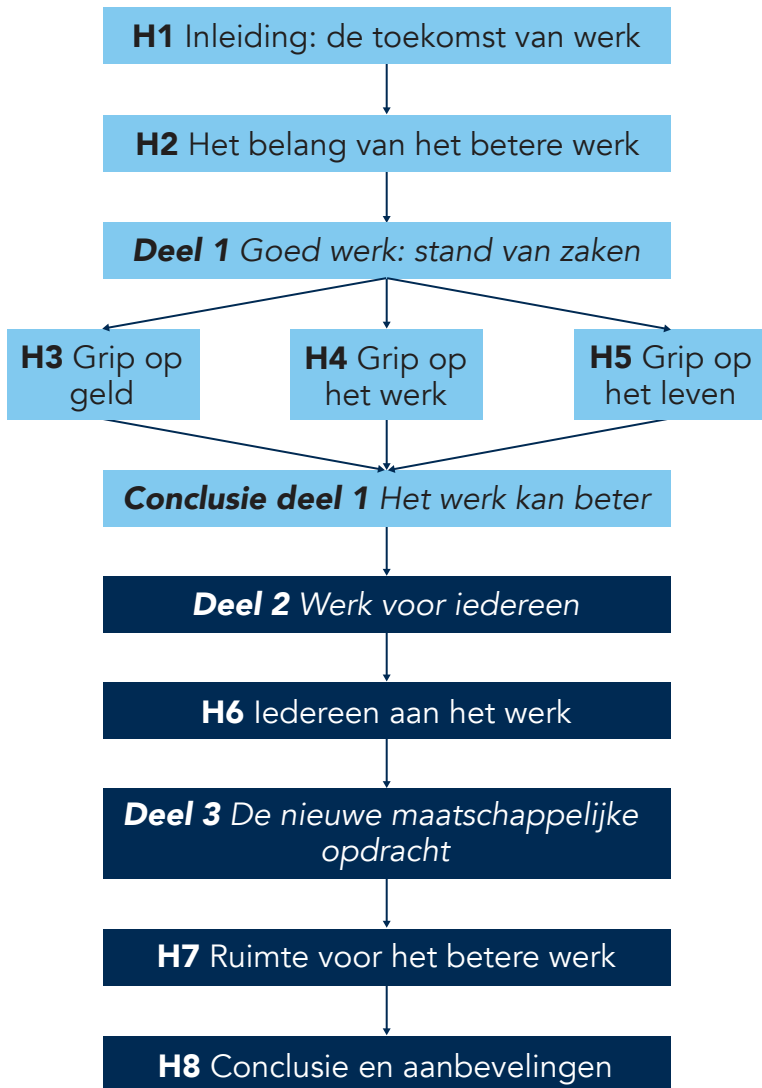 H1 Inleiding: de toekomst van werk
H2 Het belang van het betere werk
Deel 1 Goed werk: stand van zaken
H3 Grip op
geld
H4 Grip op
het werk
H5 Grip op
het leven
Conclusie deel 1 Het werk kan beter
Deel 2 Werk voor iedereen
H6 Iedereen aan het werk
Deel 3 De nieuwe maatschappelijke
opdracht
H7 Ruimte voor het betere werk
H8 Conclusie en aanbevelingen